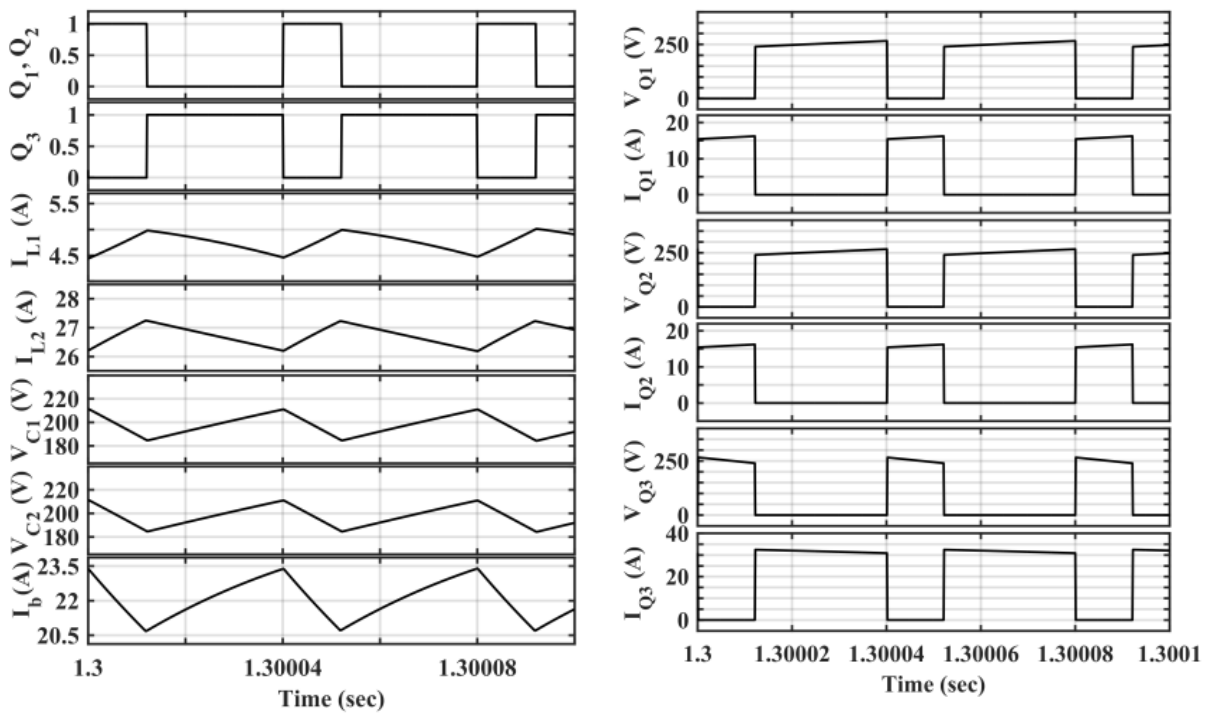 Q1, Q2
1
0.5
0
Q3
1
0.5
0
IL1 (A)
5.5
4.5
IL2 (A)
28
27
26
VC1 (V)
220
200
180
VC2 (V)
220
200
180
Ib(A)
23.5
22
20.5
1.3
1.30004
1.30008
Time (sec)
VQ1 (V)
250
0
IQ1 (A)
20
10
0
VQ2 (V)
250
0
IQ2 (A)
20
10
0
VQ3 (V)
250
0
IQ3 (A)
40
20
0
1.3
1.30002
1.30004
1.30006
1.30008
1.3001
Time (sec)